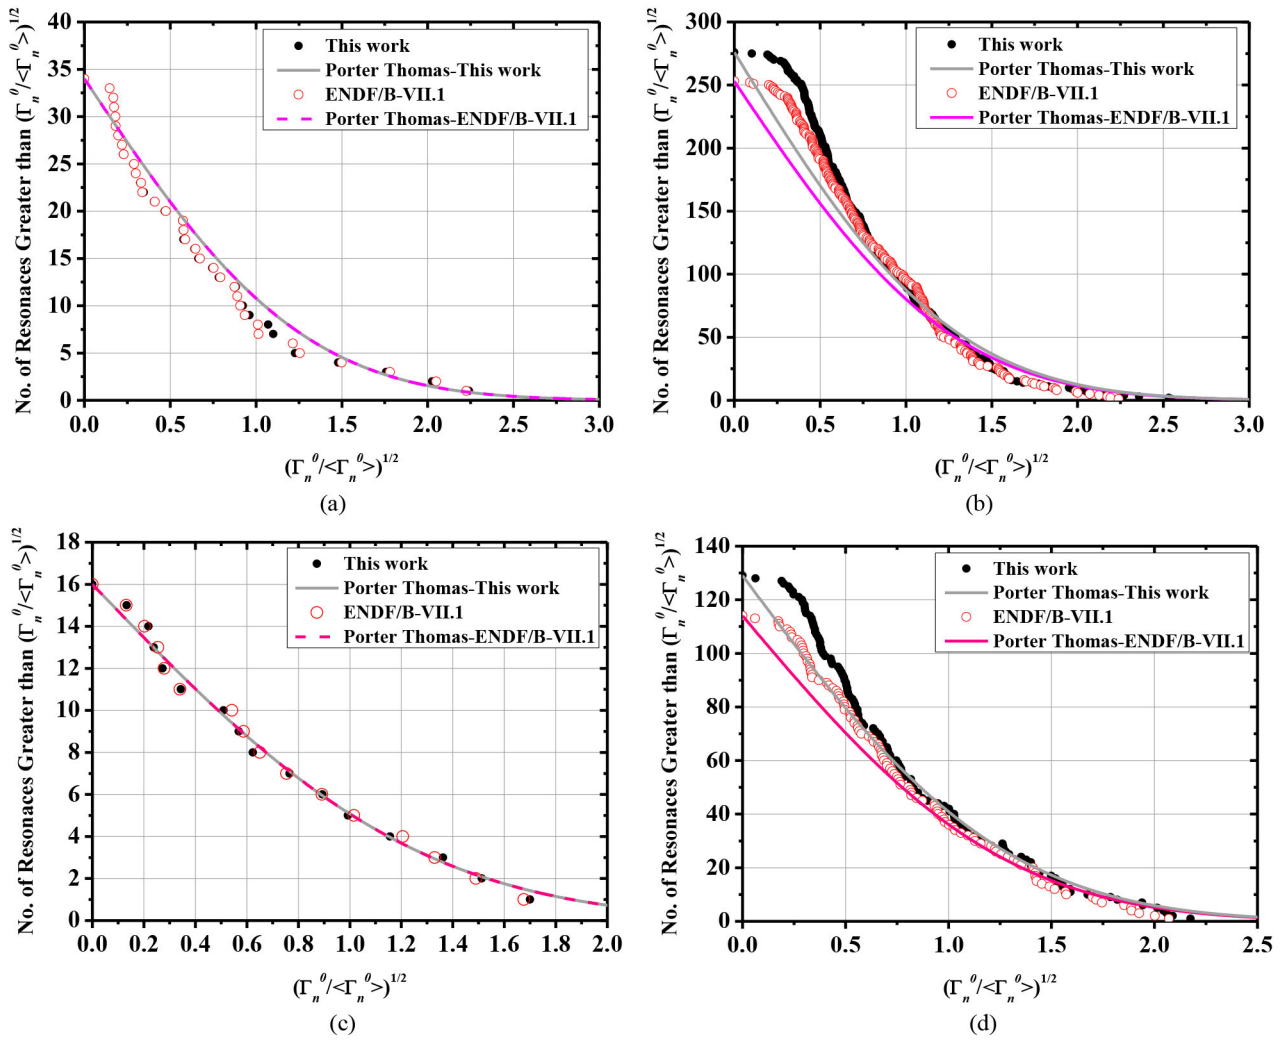 No. of Resonaces Greater than (Γn⁰/<Γn⁰>)^1/2
40
35
30
25
20
15
10
5
0
This work
Porter Thomas-This work
ENDF/B-VII.1
Porter Thomas-ENDF/B-VII.1
0.0 0.5 1.0 1.5 2.0 2.5 3.0
(Γn⁰/<Γn⁰>)^1/2
(a)
No. of Resonaces Greater than (Γn⁰/<Γn⁰>)^1/2
300
250
200
150
100
50
0
This work
Porter Thomas-This work
ENDF/B-VII.1
Porter Thomas-ENDF/B-VII.1
0.0 0.5 1.0 1.5 2.0 2.5 3.0
(Γn⁰/<Γn⁰>)^1/2
(b)
No. of Resonaces Greater than (Γn⁰/<Γn⁰>)^1/2
18
16
14
12
10
8
6
4
2
0
This work
Porter Thomas-This work
ENDF/B-VII.1
Porter Thomas-ENDF/B-VII.1
0.0 0.2 0.4 0.6 0.8 1.0 1.2 1.4 1.6 1.8 2.0
(Γn⁰/<Γn⁰>)^1/2
(c)
No. of Resonaces Greater than (Γn⁰/<Γn⁰>)^1/2
140
120
100
80
60
40
20
0
This work
Porter Thomas-This work
ENDF/B-VII.1
Porter Thomas-ENDF/B-VII.1
0.0 0.5 1.0 1.5 2.0 2.5
(Γn⁰/<Γn⁰>)^1/2
(d)